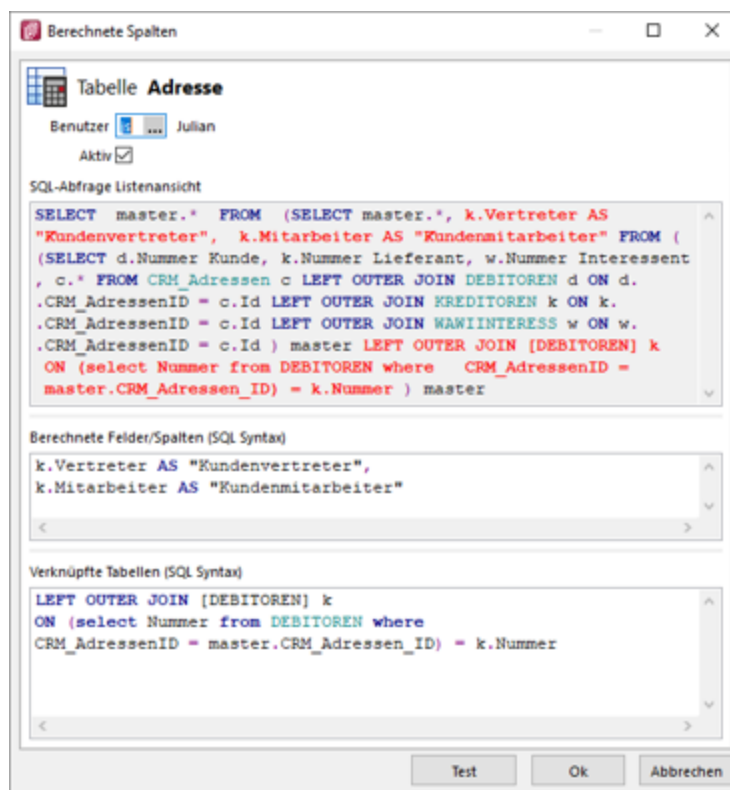 Berechnete Spalten
Tabelle Adresse
Benutzer ... Julian
Aktiv
SQL-Abfrage Listenansicht
SELECT master.* FROM (SELECT master.*, k.Vertreter AS
"Kundenvertreter", k.Mitarbeiter AS "Kundenmitarbeiter" FROM (
(SELECT d.Nummer Kunde, k.Nummer Lieferant, w.Nummer Interessent
, c.* FROM CRM_Adressen c LEFT OUTER JOIN DEBITOREN d ON d.
.CRM_AdressenID = c.Id LEFT OUTER JOIN KREDITOREN k ON k.
.CRM_AdressenID = c.Id LEFT OUTER JOIN WAWIINTERESS w ON w.
.CRM_AdressenID = c.Id ) master LEFT OUTER JOIN [DEBITOREN] k
ON (select Nummer from DEBITOREN where CRM_AdressenID =
master.CRM_Adressen_ID) = k.Nummer ) master
Berechnete Felder/Spalten (SQL Syntax)
k.Vertreter AS "Kundenvertreter",
k.Mitarbeiter AS "Kundenmitarbeiter"
Verknüpfte Tabellen (SQL Syntax)
LEFT OUTER JOIN [DEBITOREN] k
ON (select Nummer from DEBITOREN where
CRM_AdressenID = master.CRM_Adressen_ID) = k.Nummer
Test Ok Abbrechen